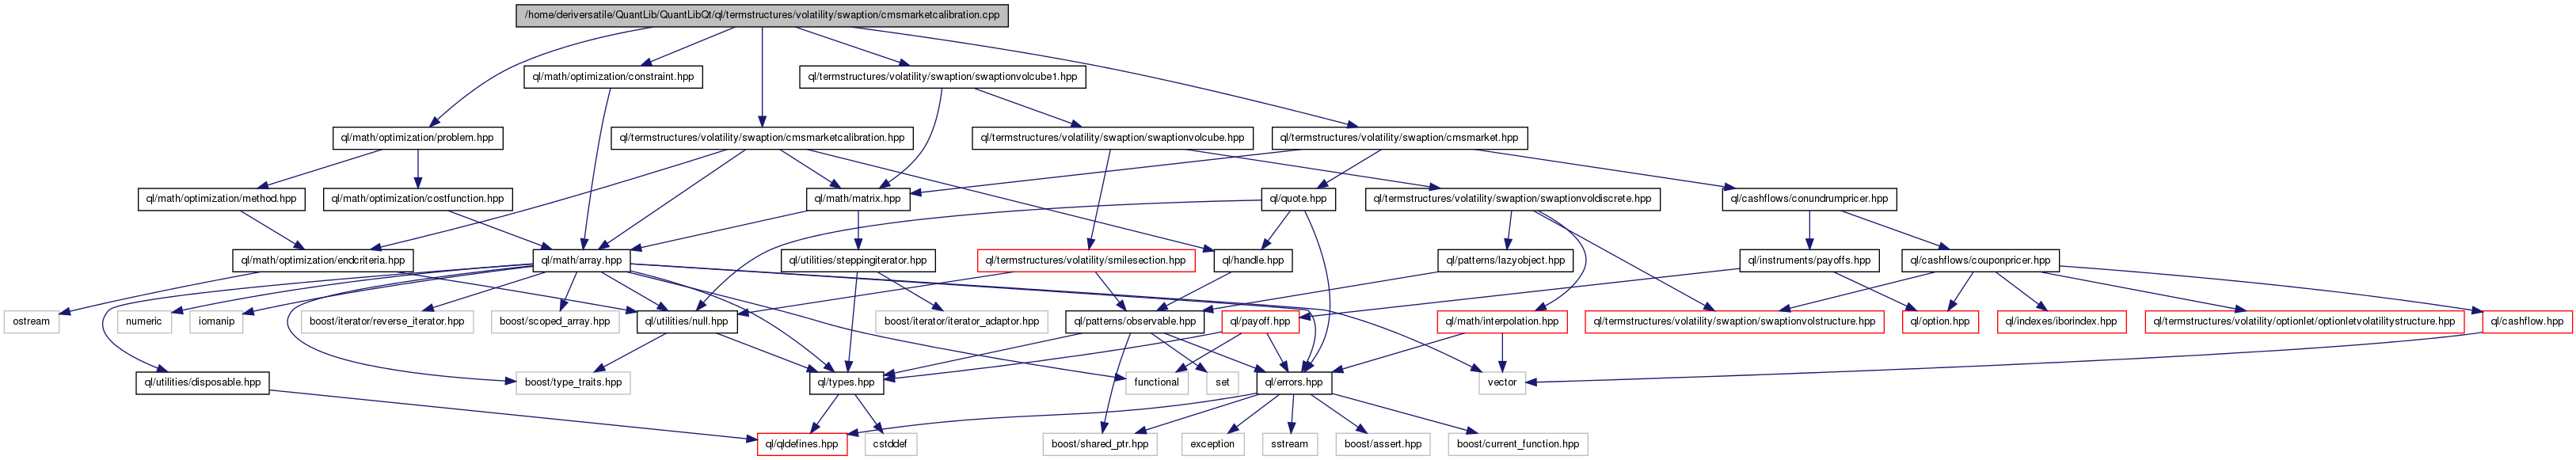 /home/deriversatile/QuantLib/QuantLibQt/ql/termstructures/volatility/swaption/cmsmarketcalibration.cpp
ql/math/optimization/constraint.hpp
ql/termstructures/volatility/swaption/swaptionvolcube1.hpp
ql/math/optimization/problem.hpp
ql/termstructures/volatility/swaption/cmsmarketcalibration.hpp
ql/termstructures/volatility/swaption/swaptionvolcube.hpp
ql/termstructures/volatility/swaption/cmsmarket.hpp
ql/math/optimization/method.hpp
ql/math/optimization/costfunction.hpp
ql/math/matrix.hpp
ql/quote.hpp
ql/termstructures/volatility/swaption/swaptionvoldiscrete.hpp
ql/cashflows/conundrumpricer.hpp
ql/math/optimization/endcriteria.hpp
ql/math/array.hpp
ql/utilities/steppingiterator.hpp
ql/termstructures/volatility/smilesection.hpp
ql/handle.hpp
ql/patterns/lazyobject.hpp
ql/instruments/payoffs.hpp
ql/cashflows/couponpricer.hpp
ostream
numeric
iomanip
boost/iterator/reverse_iterator.hpp
boost/scoped_array.hpp
ql/utilities/null.hpp
boost/iterator/iterator_adaptor.hpp
ql/patterns/observable.hpp
ql/payoff.hpp
ql/math/interpolation.hpp
ql/termstructures/volatility/swaption/swaptionvolstructure.hpp
ql/option.hpp
ql/indexes/iborindex.hpp
ql/termstructures/volatility/optionlet/optionletvolatilitystructure.hpp
ql/cashflow.hpp
ql/utilities/disposable.hpp
boost/type_traits.hpp
ql/types.hpp
functional
set
ql/errors.hpp
vector
ql/qldefines.hpp
cstddef
boost/shared_ptr.hpp
exception
sstream
boost/assert.hpp
boost/current_function.hpp